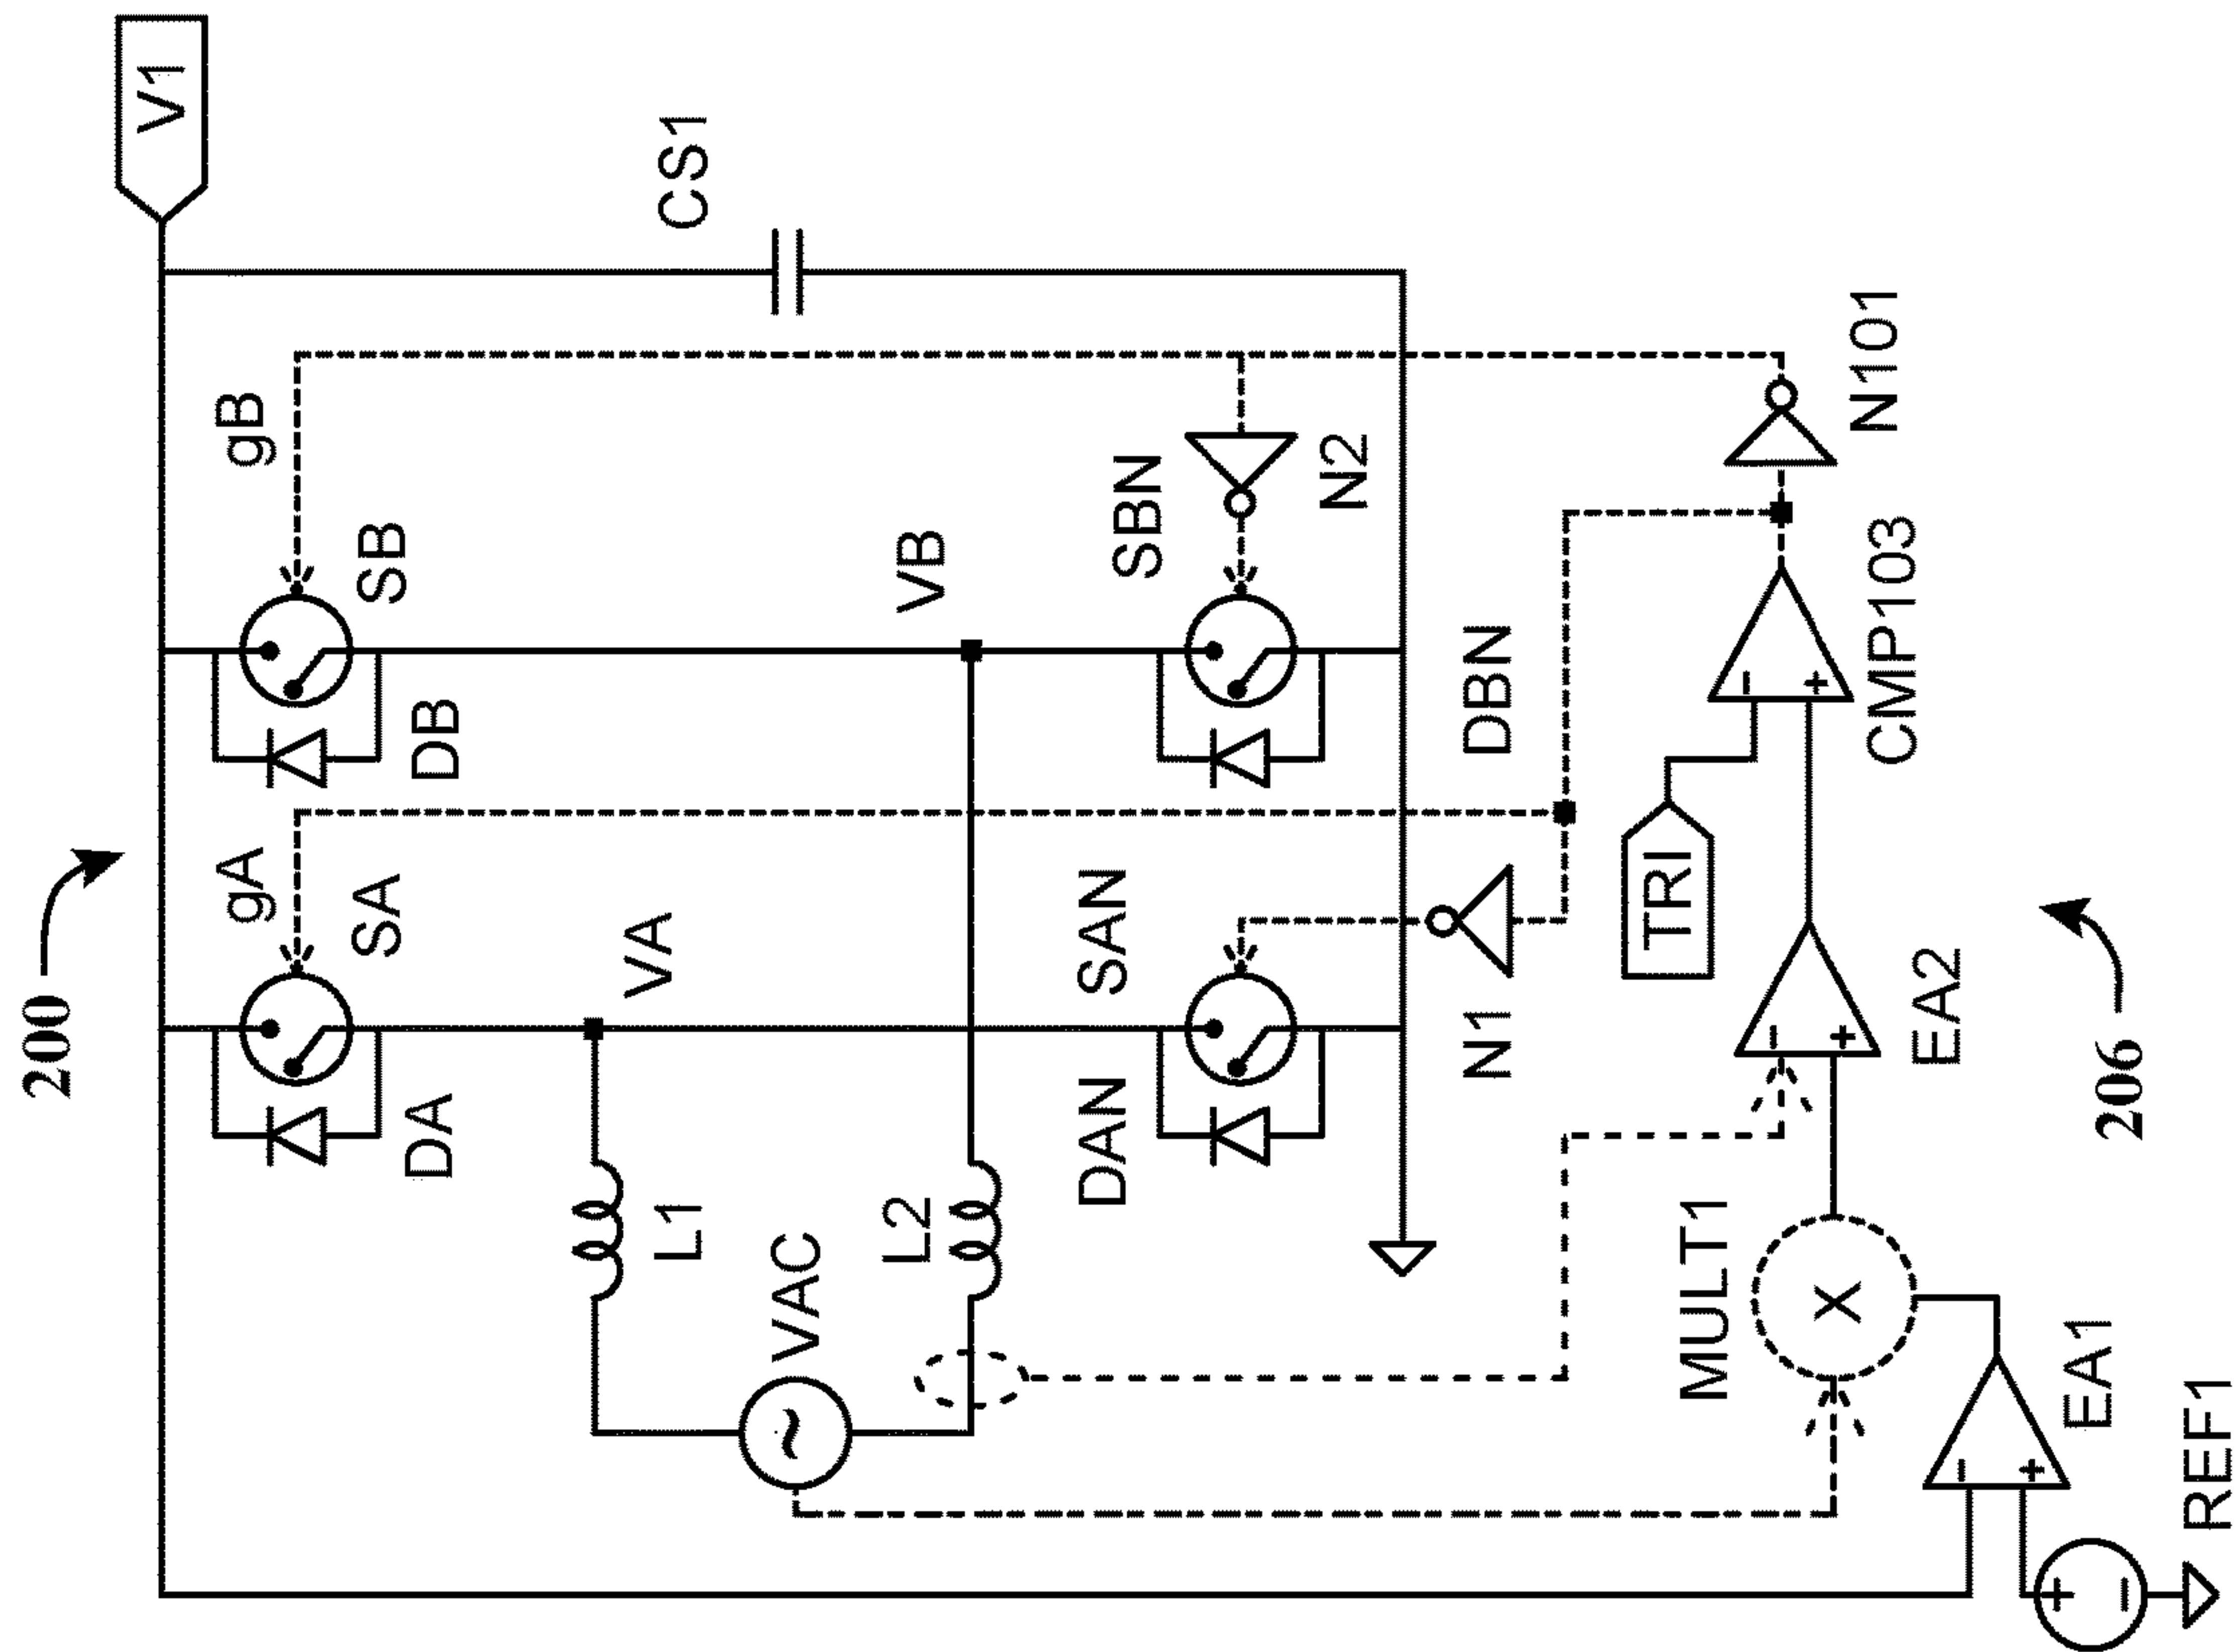 V1
200
CS1
gB
SB
DB
gA
SA
DA
VA
VB
L1
VAC
L2
SBN
N2
DBN
SAN
DAN
N1
N101
CMP103
−
+
TRI
EA2
−
+
206
MULT1
X
~
EA1
−
+
REF1
+
−